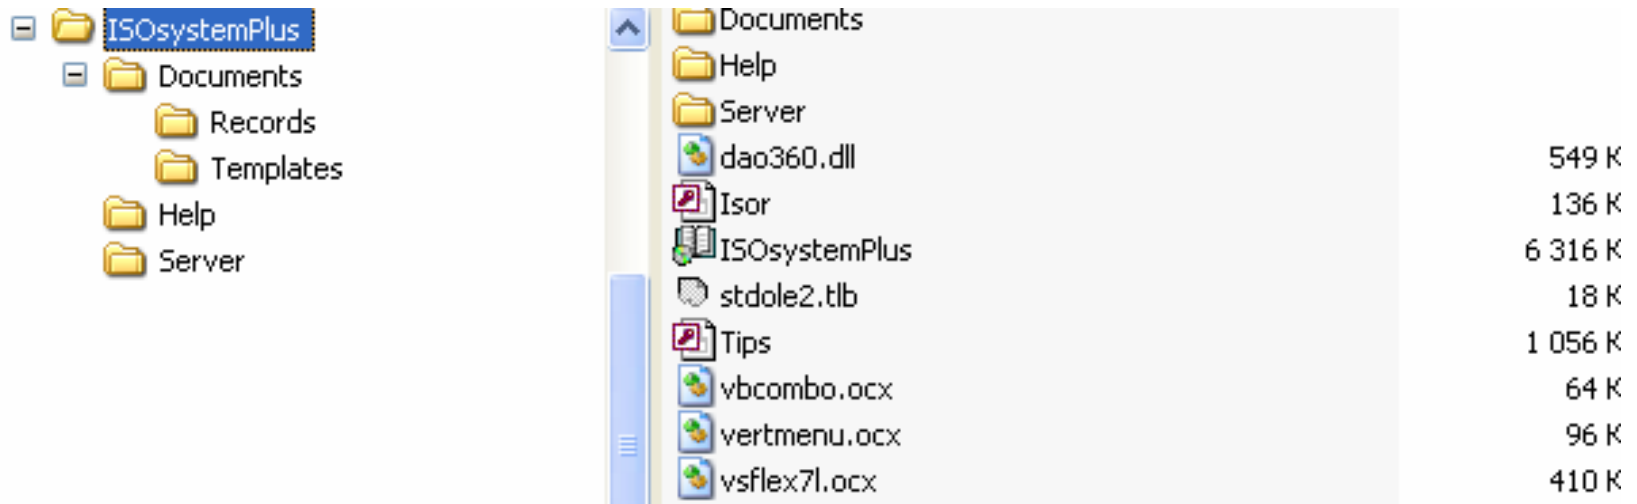 ISOsystemPlus
Documents
Records
Templates
Help
Server
Documents
Help
Server
dao360.dll 549 K
Isor 136 K
ISOsystemPlus 6 316 K
stdole2.tlb 18 K
Tips 1 056 K
vbcombo.ocx 64 K
vertmenu.ocx 96 K
vsflex7l.ocx 410 K